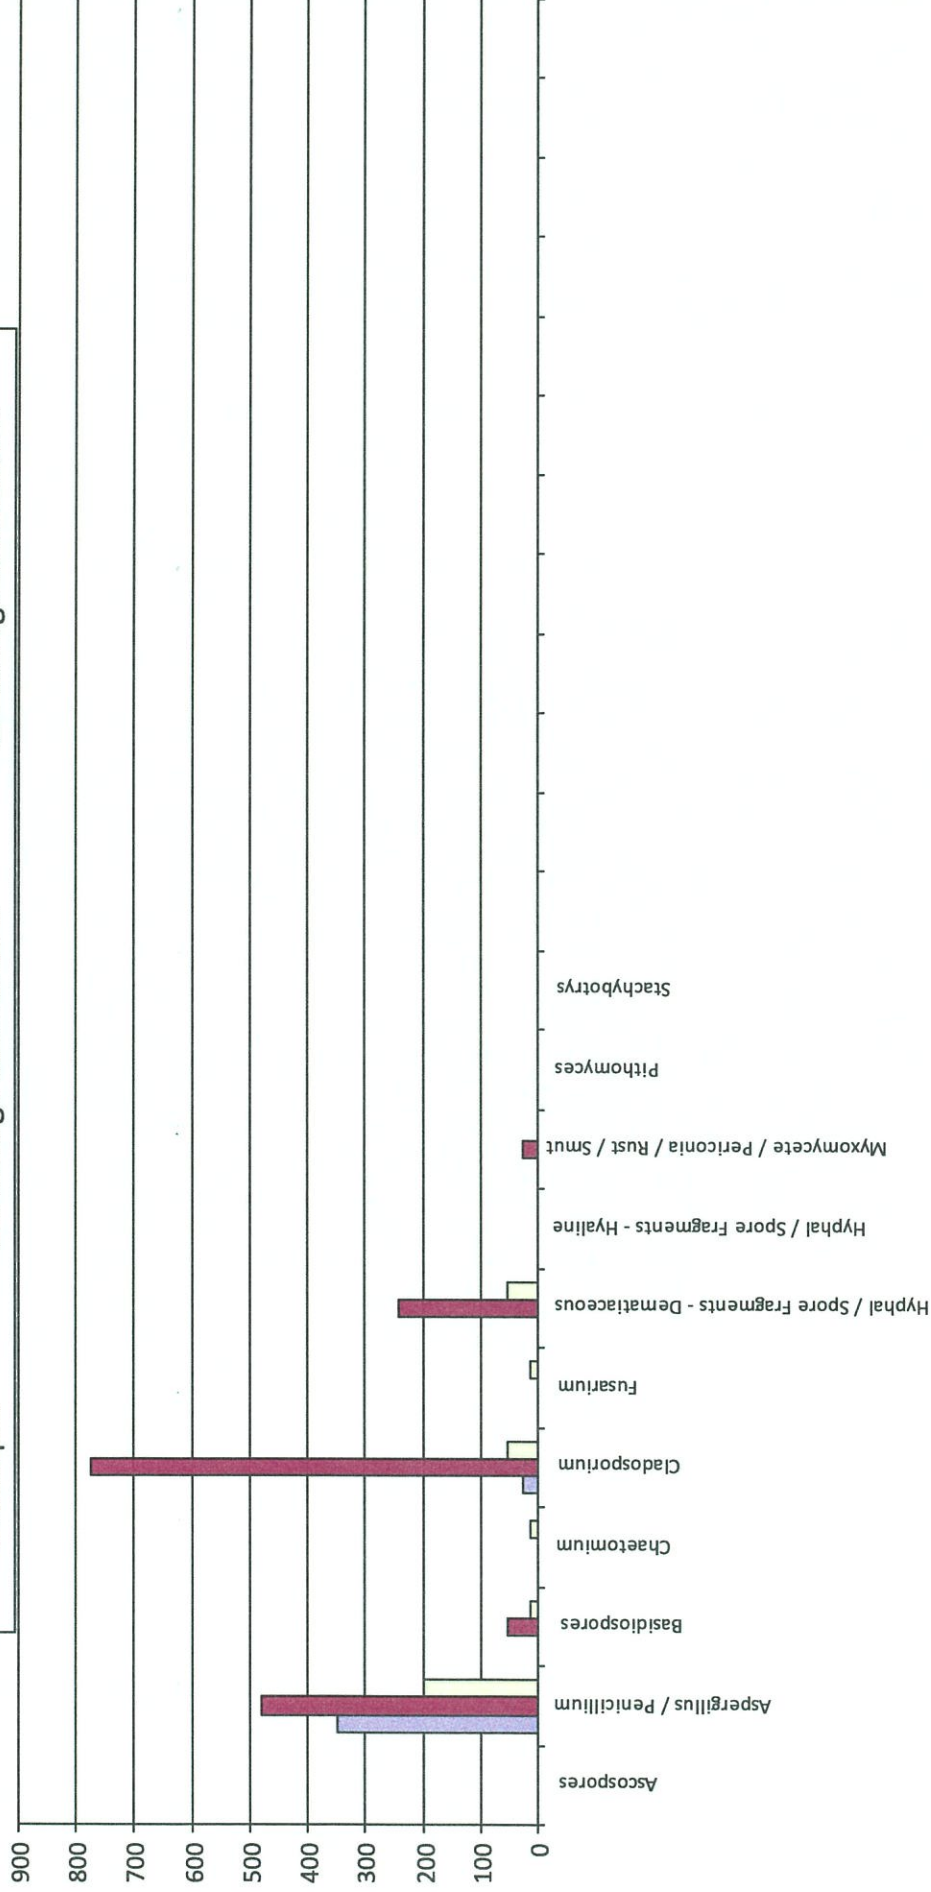 900
800
700
600
500
400
300
200
100
0
Ascospores
Aspergillus / Penicillium
Basidiospores
Chaetomium
Cladosporium
Fusarium
Hyphal / Spore Fragments - Dematiaceous
Hyphal / Spore Fragments - Hyaline
Myxomycete / Periconia / Rust / Smut
Pithomyces
Stachybotrys